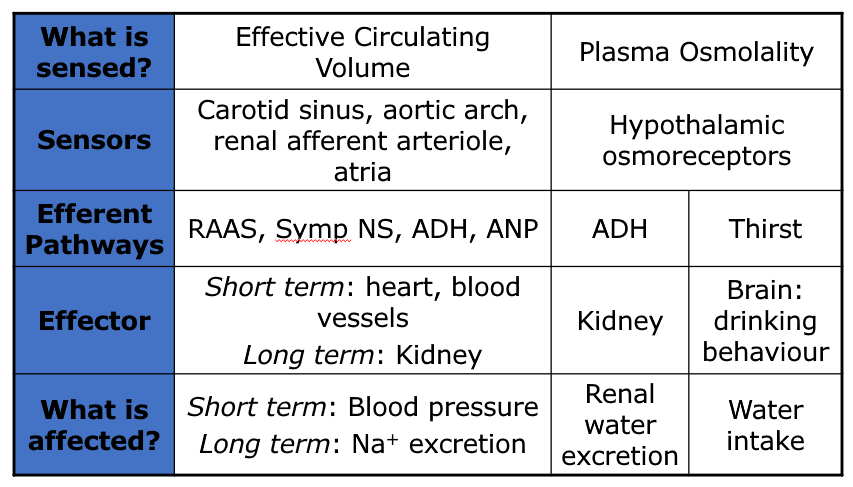 What is
sensed?
Effective Circulating
Volume
Plasma Osmolality
Sensors
Carotid sinus, aortic arch,
renal afferent arteriole,
atria
Hypothalamic
osmoreceptors
Efferent
Pathways
RAAS, Symp NS, ADH, ANP
ADH
Thirst
Effector
Short term: heart, blood
vessels
Long term: Kidney
Kidney
Brain:
drinking
behaviour
What is
affected?
Short term: Blood pressure
Long term: Na⁺ excretion
Renal
water
excretion
Water
intake